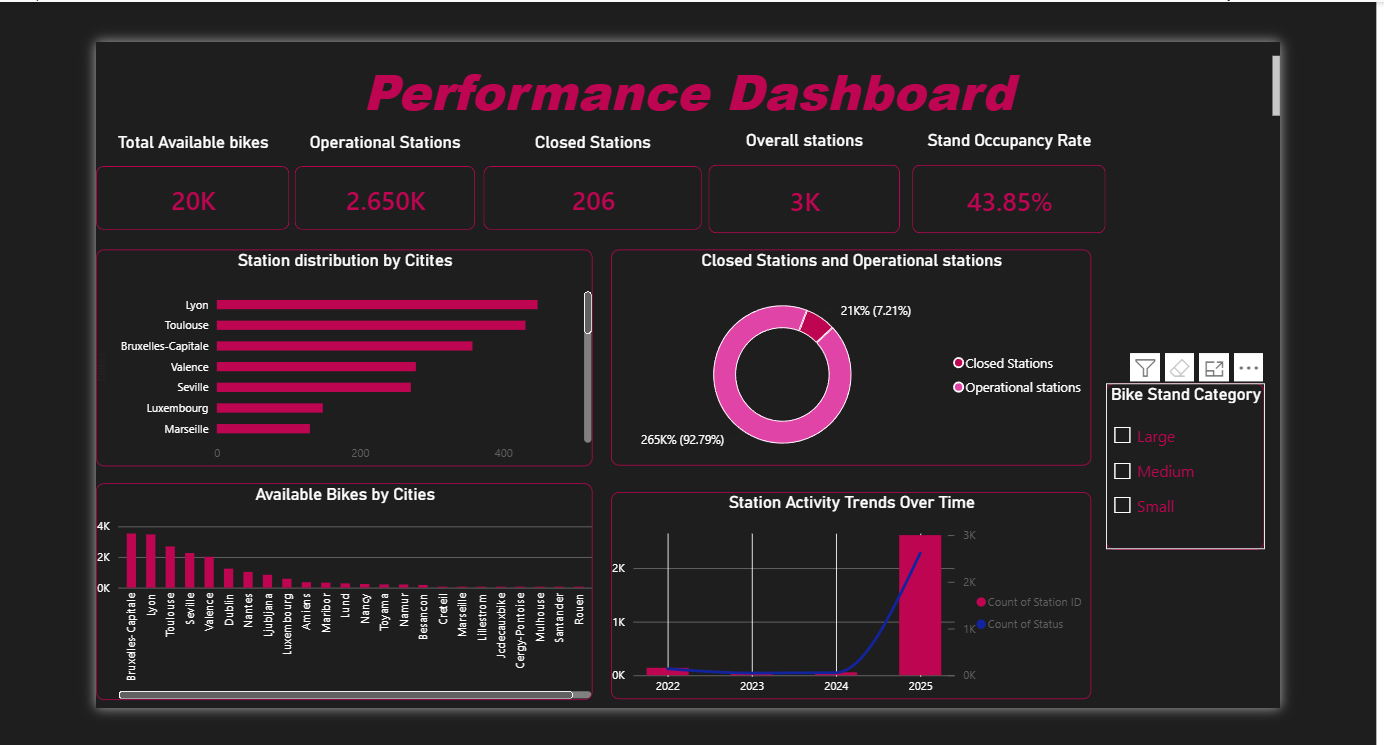 Performance Dashboard
Total Available bikes
Operational Stations
Closed Stations
Overall stations
Stand Occupancy Rate
20K
2.650K
206
3K
43.85%
Station distribution by Citites
Lyon
Toulouse
Bruxelles-Capitale
Valence
Seville
Luxembourg
Marseille
0
200
400
Closed Stations and Operational stations
21K% (7.21%)
265K% (92.79%)
Closed Stations
Operational stations
Bike Stand Category
Large
Medium
Small
Available Bikes by Cities
4K
2K
0K
Bruxelles-Capitale
Lyon
Toulouse
Seville
Valence
Dublin
Nantes
Ljubljana
Luxembourg
Amiens
Maribor
Lund
Nancy
Toyama
Namur
Besancon
Creteil
Marseille
Lillestrom
Jcdecauxbike
Cergy-Pontoise
Mulhouse
Santander
Rouen
Station Activity Trends Over Time
2K
1K
0K
3K
2K
1K
0K
2022
2023
2024
2025
Count of Station ID
Count of Status